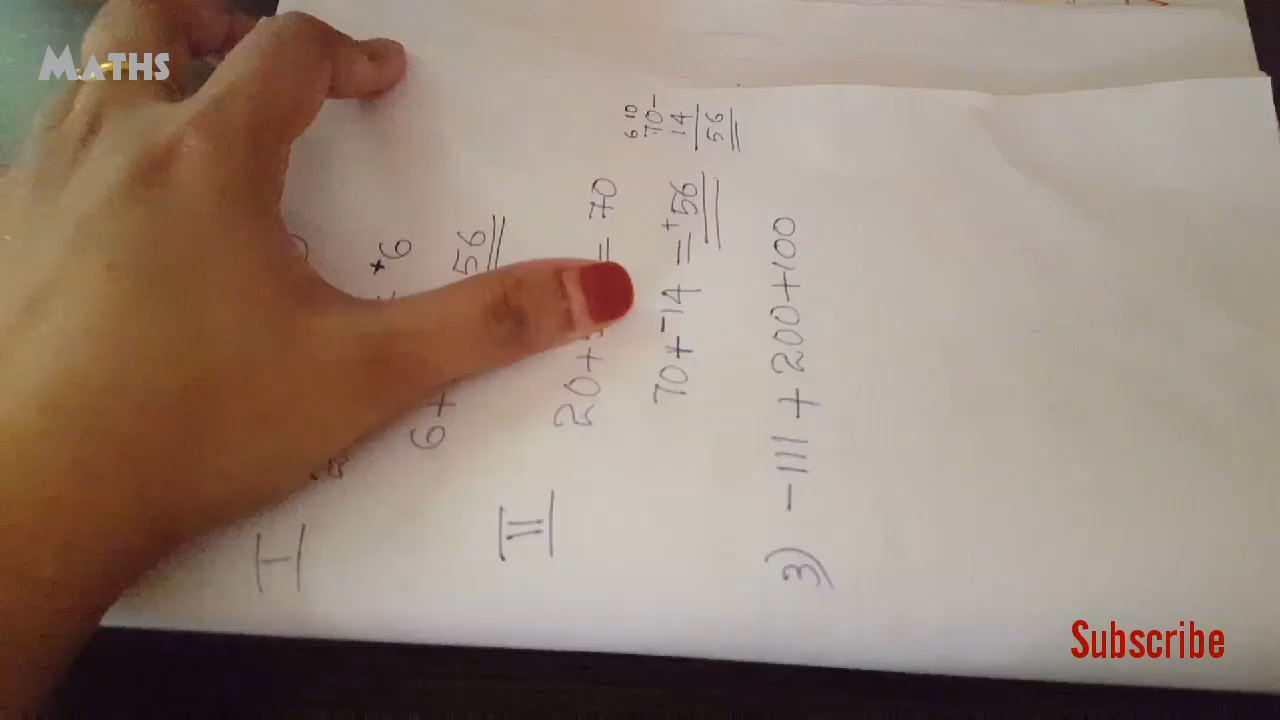 MATHS
I
+6
6+
56
II
20+ = 70
70+-14 = +56
6 10
70-
14
56
3) -111 + 200+100
Subscribe